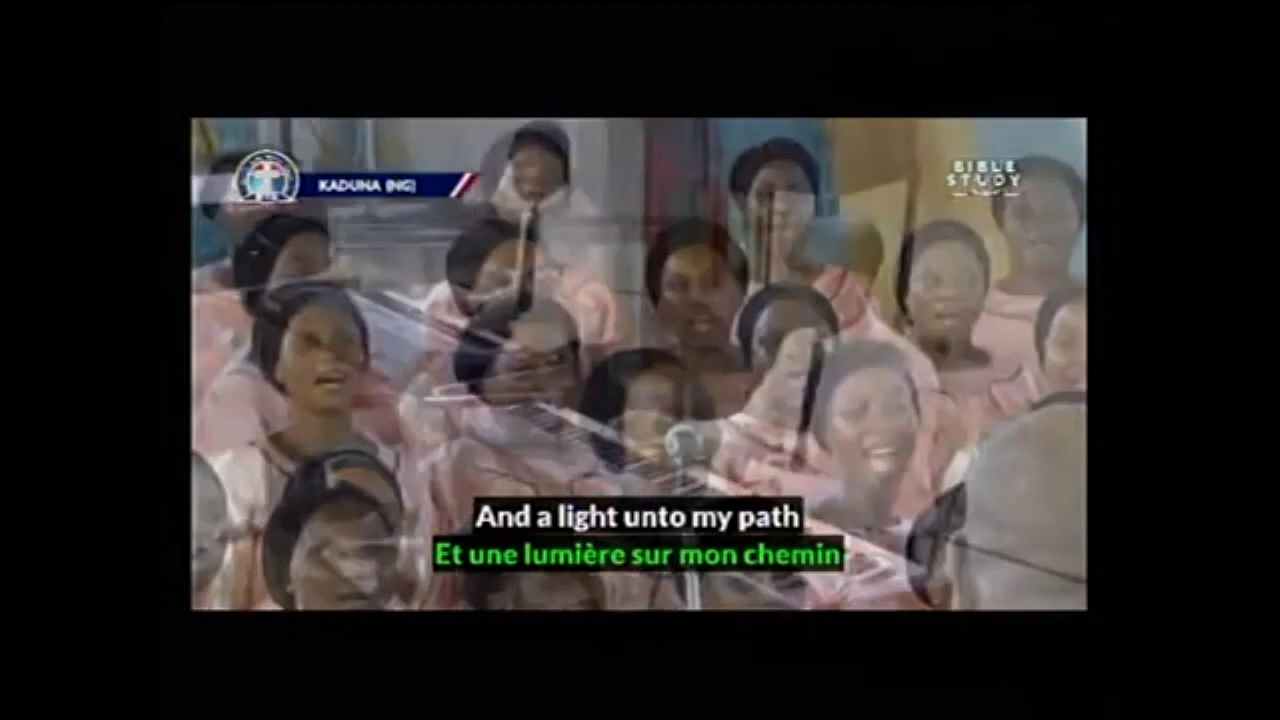 KADUNA (NG)
BIBLE
STUDY
And a light unto my path
Et une lumière sur mon chemin